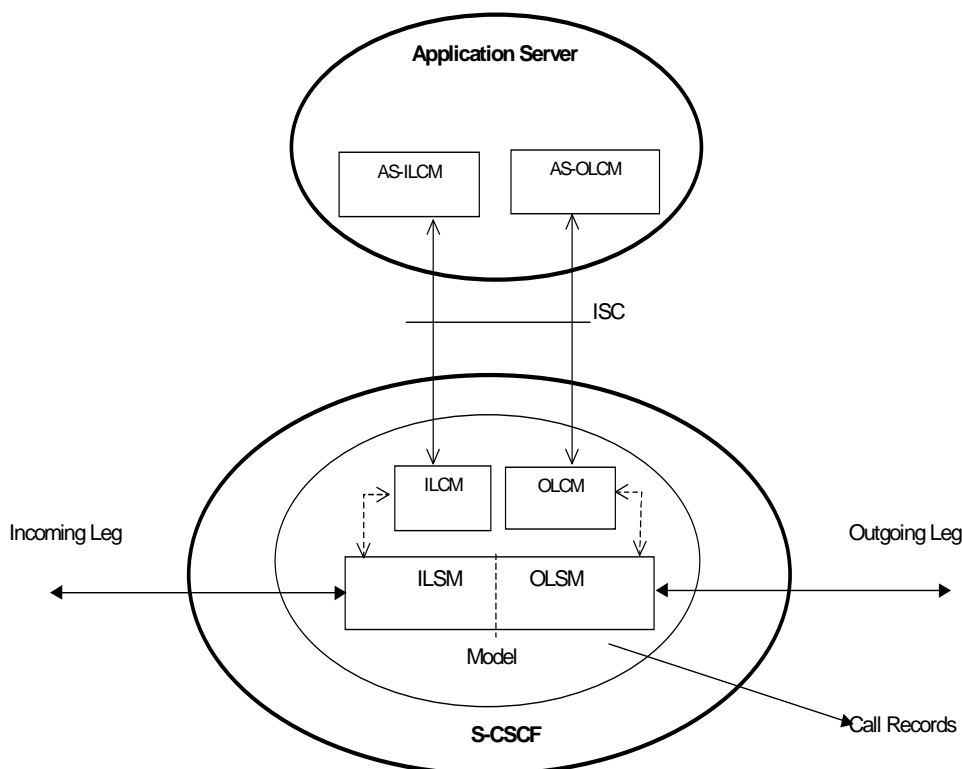 Application Server
AS-ILCM
AS-OLCM
ISC
ILCM
OLCM
Incoming Leg
Outgoing Leg
ILSM
OLSM
Model
S-CSCF
Call Records